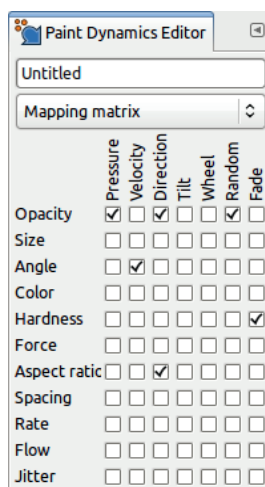 Paint Dynamics Editor
Untitled
Mapping matrix
Pressure Velocity Direction Tilt Wheel Random Fade
Opacity
Size
Angle
Color
Hardness
Force
Aspect ratio
Spacing
Rate
Flow
Jitter